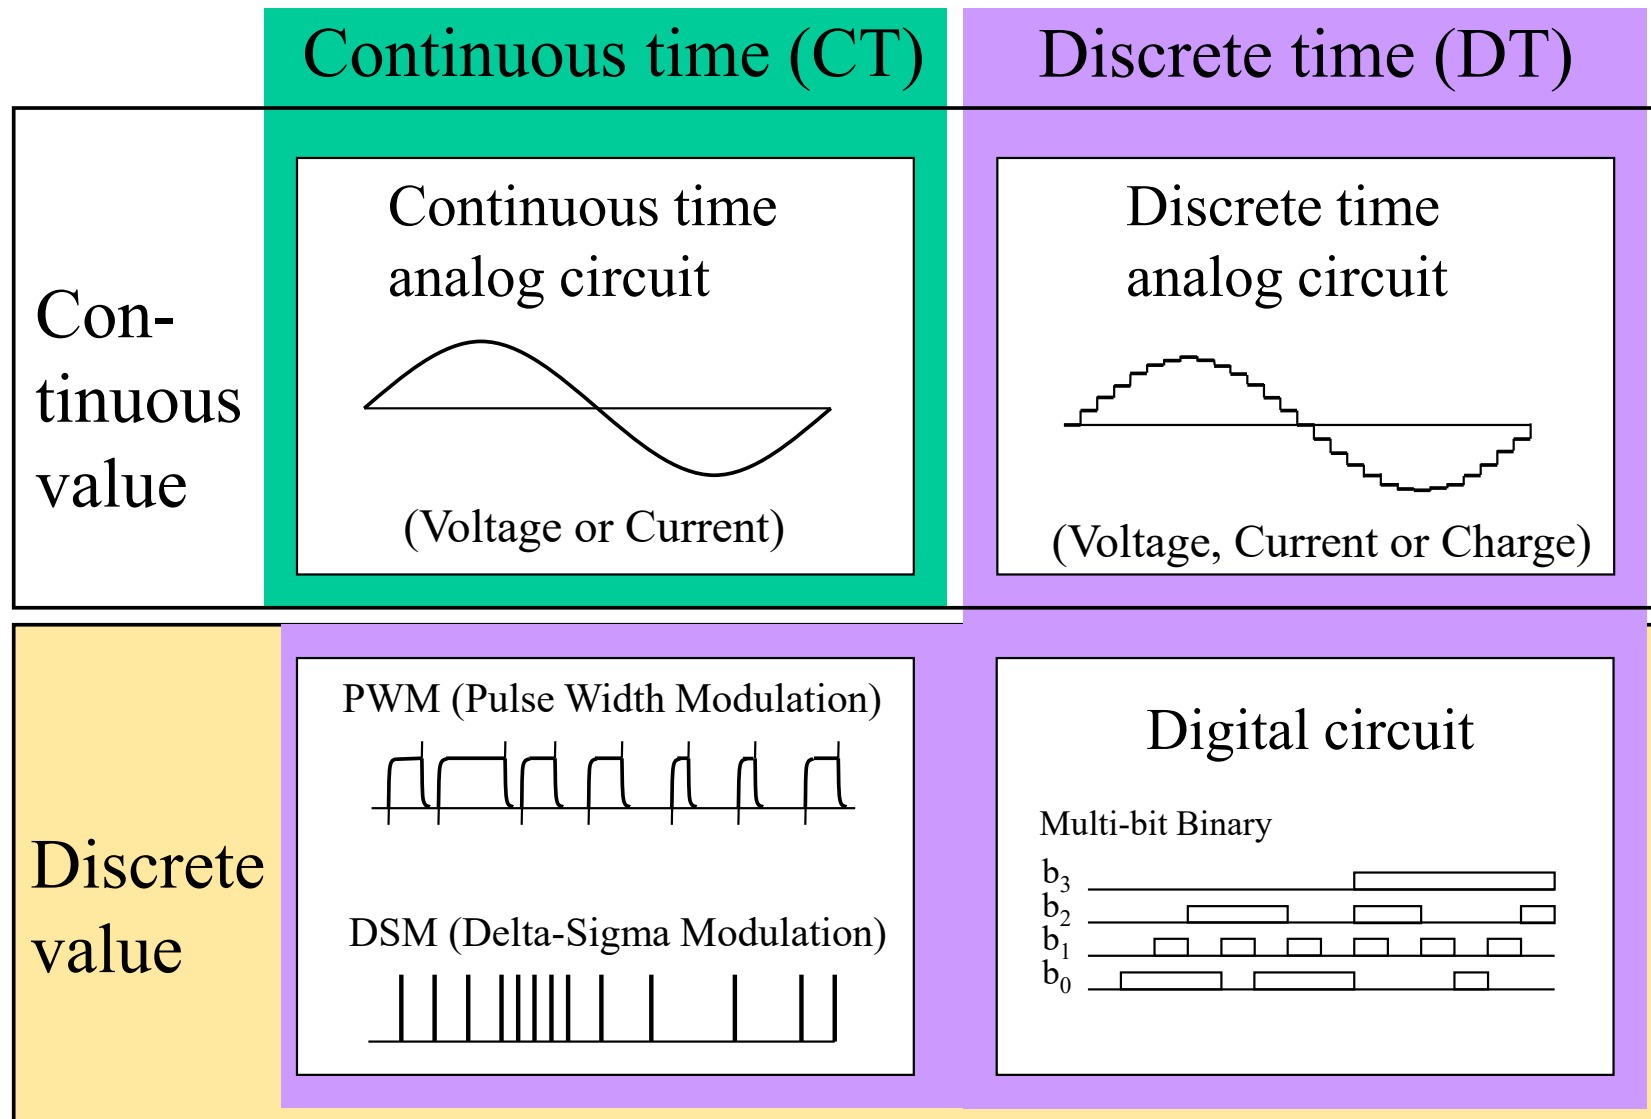 Continuous time (CT)
Discrete time (DT)
Con-
tinuous
value
Continuous time
analog circuit
(Voltage or Current)
Discrete time
analog circuit
(Voltage, Current or Charge)
Discrete
value
PWM (Pulse Width Modulation)
DSM (Delta-Sigma Modulation)
Digital circuit
Multi-bit Binary
b3
b2
b1
b0